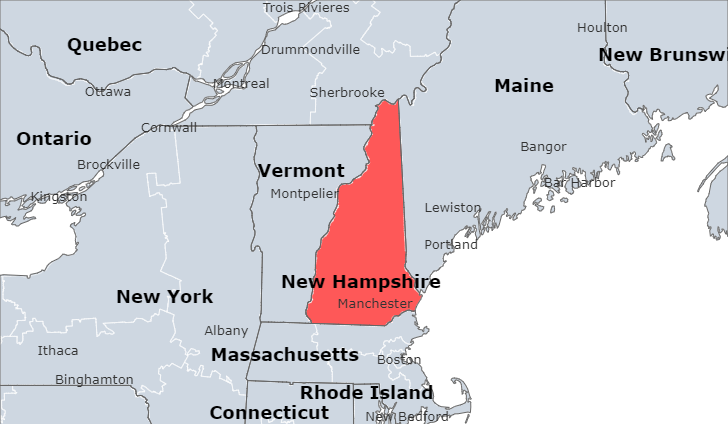 Trois Rivieres
Houlton
Quebec
Drummondville
New Brunswi
Ottawa
Montreal
Sherbrooke
Maine
Cornwall
Ontario
Bangor
Brockville
Vermont
Bar Harbor
Montpelier
Kingston
Lewiston
Portland
New Hampshire
New York
Manchester
Albany
Ithaca
Massachusetts
Boston
Binghamton
Rhode Island
Connecticut
New Bedford